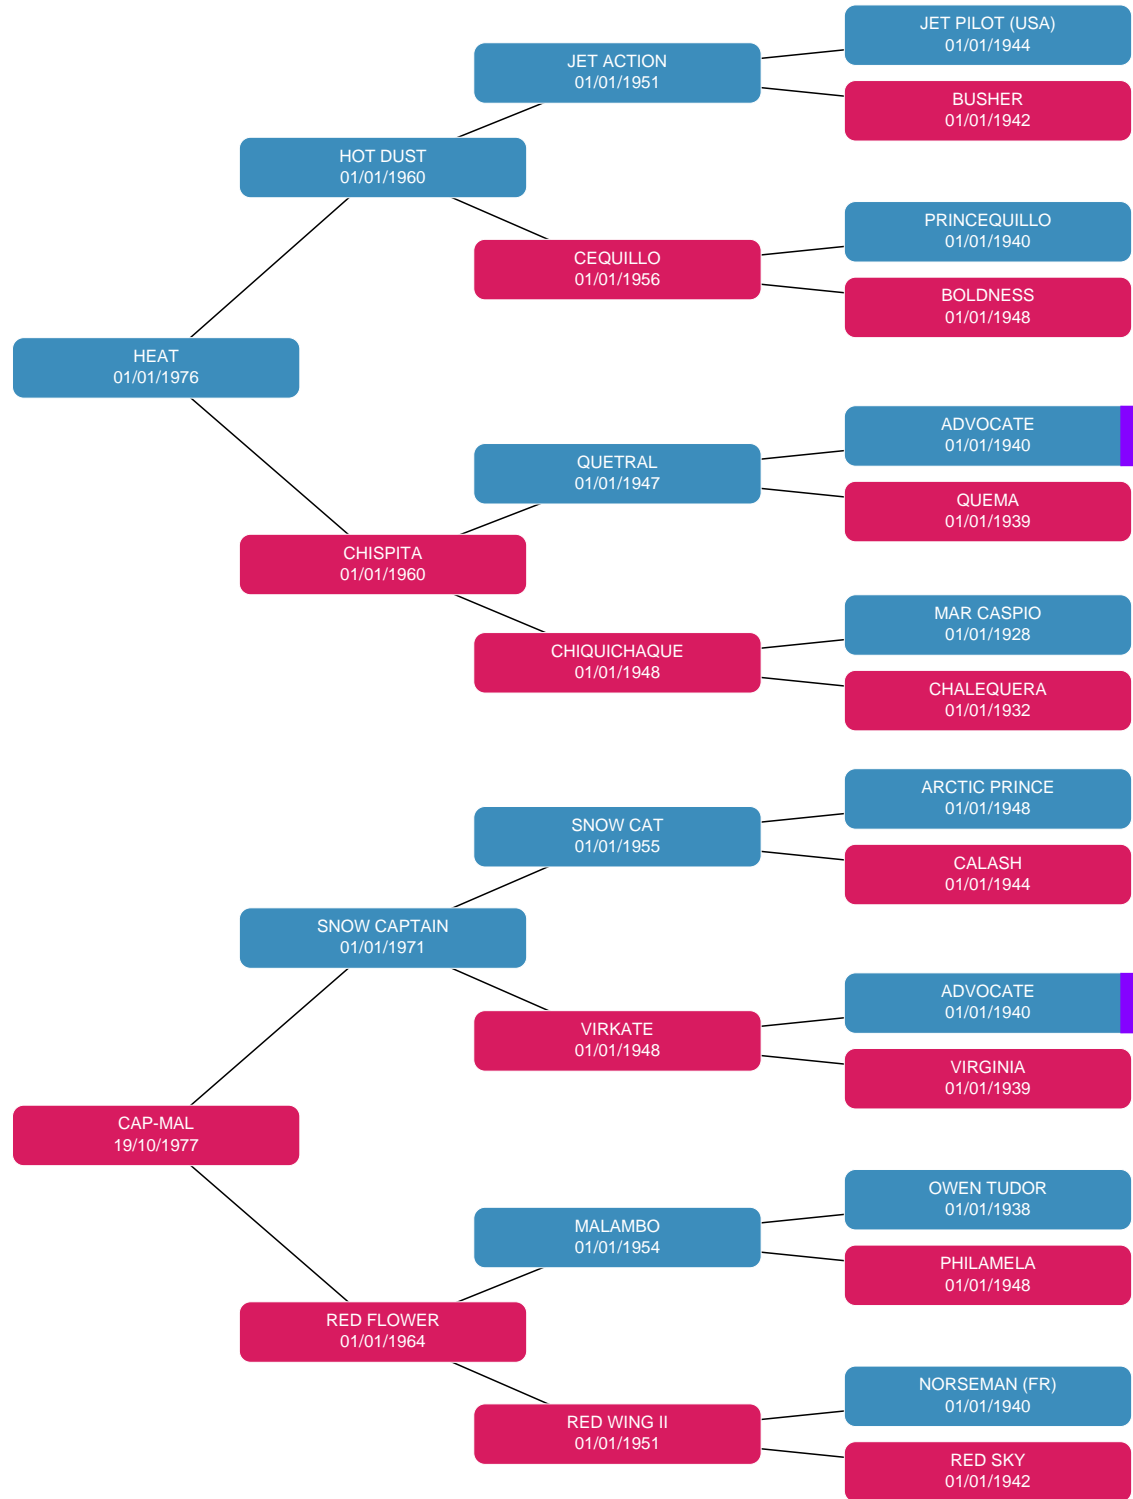 JET PILOT (USA)
01/01/1944
JET ACTION
01/01/1951
BUSHER
01/01/1942
HOT DUST
01/01/1960
PRINCEQUILLO
01/01/1940
CEQUILLO
01/01/1956
BOLDNESS
01/01/1948
HEAT
01/01/1976
ADVOCATE
01/01/1940
QUETRAL
01/01/1947
QUEMA
01/01/1939
CHISPITA
01/01/1960
MAR CASPIO
01/01/1928
CHIQUICHAQUE
01/01/1948
CHALEQUERA
01/01/1932
ARCTIC PRINCE
01/01/1948
SNOW CAT
01/01/1955
CALASH
01/01/1944
SNOW CAPTAIN
01/01/1971
ADVOCATE
01/01/1940
VIRKATE
01/01/1948
VIRGINIA
01/01/1939
CAP-MAL
19/10/1977
OWEN TUDOR
01/01/1938
MALAMBO
01/01/1954
PHILAMELA
01/01/1948
RED FLOWER
01/01/1964
NORSEMAN (FR)
01/01/1940
RED WING II
01/01/1951
RED SKY
01/01/1942